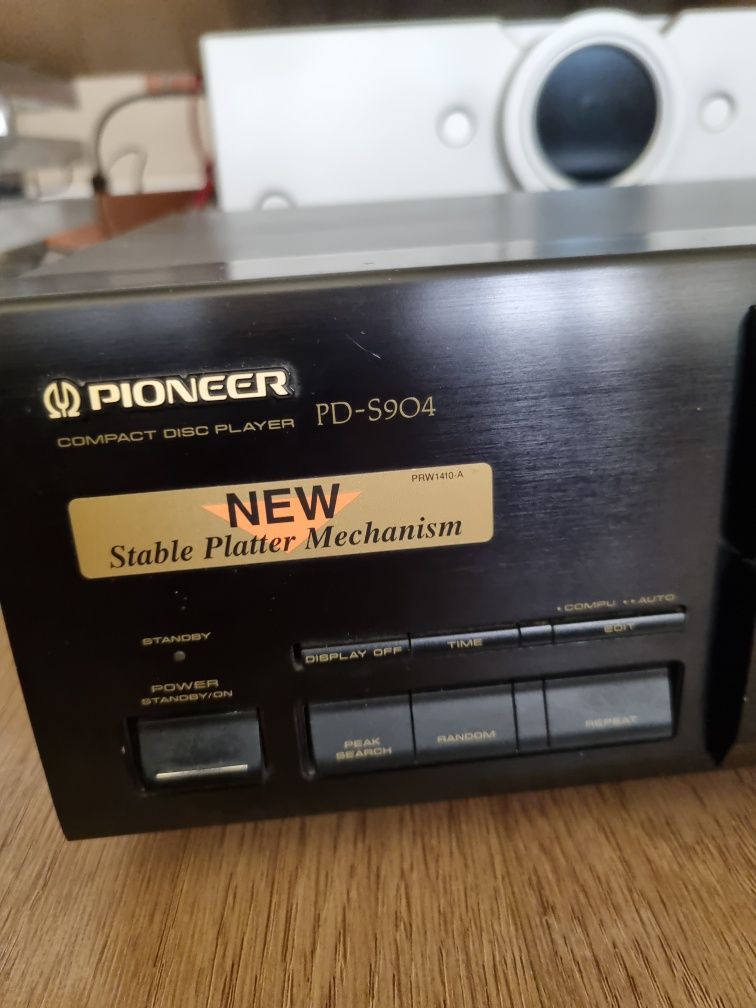 PIONEER
COMPACT DISC PLAYER PD-S904
PRW1410-A
NEW
Stable Platter Mechanism
STANDBY
POWER
STANDBY/ON
• COMPU •• AUTO
DISPLAY OFF
TIME
EDIT
PEAK
SEARCH
RANDOM
REPEAT